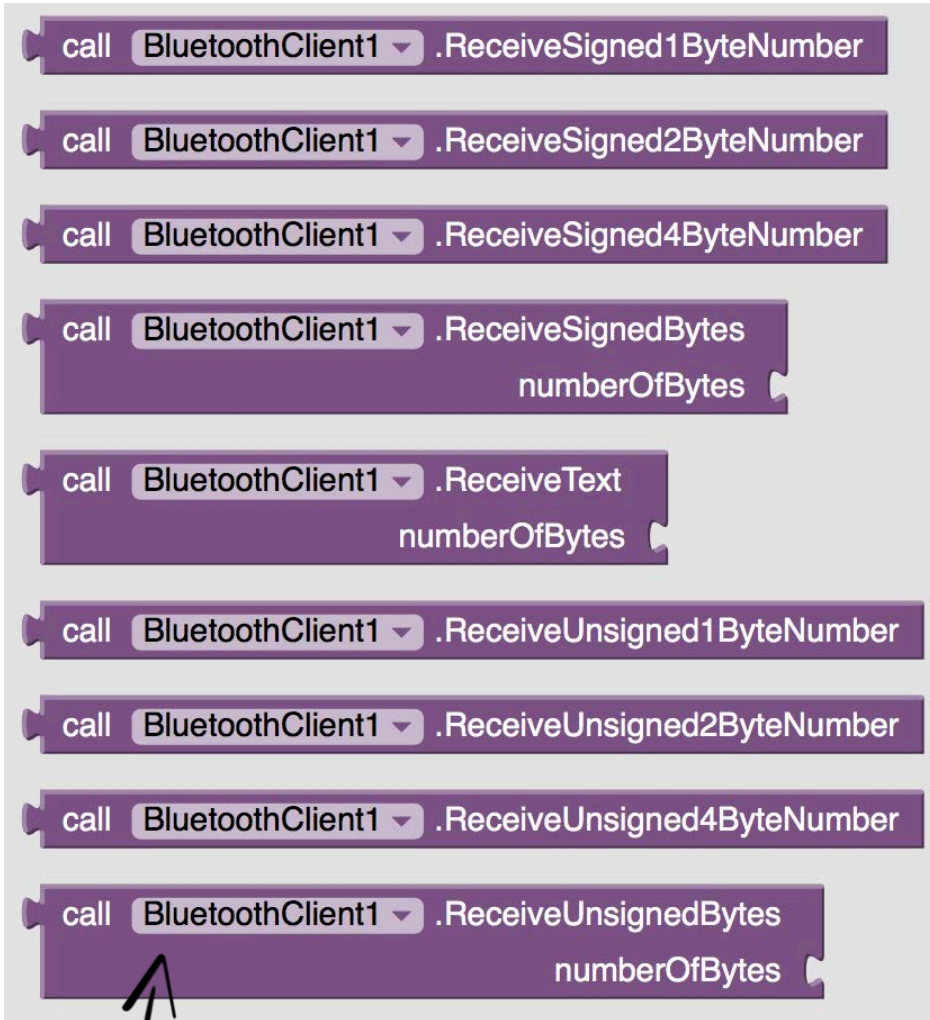 call BluetoothClient1 .ReceiveSigned1ByteNumber
call BluetoothClient1 .ReceiveSigned2ByteNumber
call BluetoothClient1 .ReceiveSigned4ByteNumber
call BluetoothClient1 .ReceiveSignedBytes
numberOfBytes
call BluetoothClient1 .ReceiveText
numberOfBytes
call BluetoothClient1 .ReceiveUnsigned1ByteNumber
call BluetoothClient1 .ReceiveUnsigned2ByteNumber
call BluetoothClient1 .ReceiveUnsigned4ByteNumber
call BluetoothClient1 .ReceiveUnsignedBytes
numberOfBytes